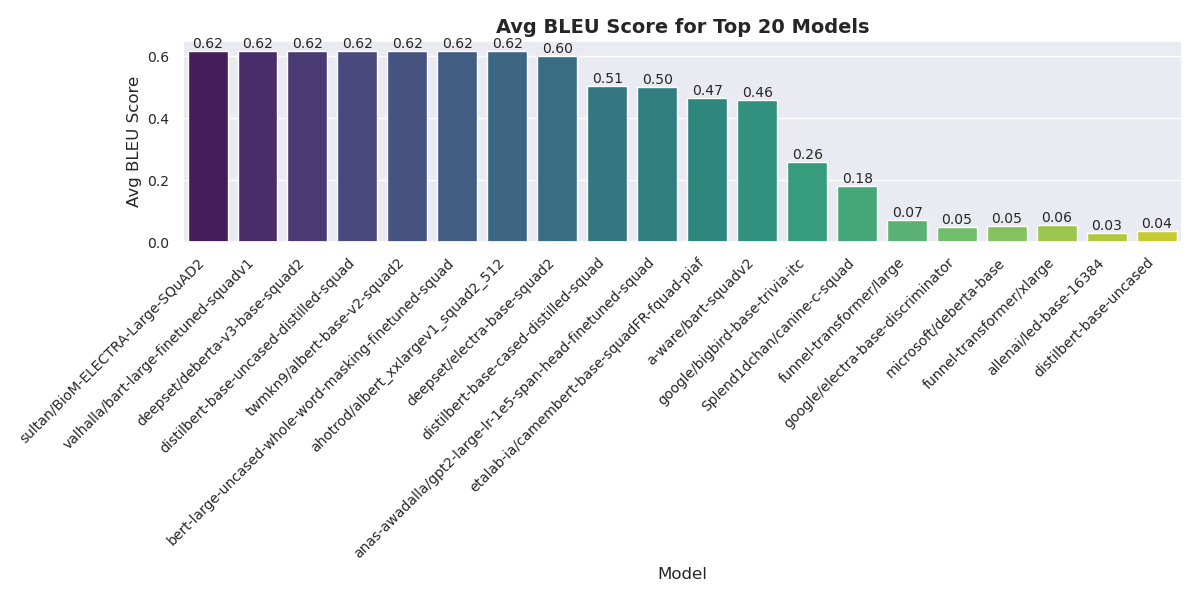 Avg BLEU Score for Top 20 Models
Avg BLEU Score
0.6
0.4
0.2
0.0
0.62
0.62
0.62
0.62
0.62
0.62
0.62
0.60
0.51
0.50
0.47
0.46
0.26
0.18
0.07
0.05
0.05
0.06
0.03
0.04
sultan/BioM-ELECTRA-Large-SQuAD2
valhalla/bart-large-finetuned-squadv1
deepset/deberta-v3-base-squad2
distilbert-base-uncased-distilled-squad
twmkn9/albert-base-v2-squad2
bert-large-uncased-whole-word-masking-finetuned-squad
ahotrod/albert_xxlargev1_squad2_512
deepset/electra-base-squad2
distilbert-base-cased-distilled-squad
anas-awadalla/gpt2-large-lr-1e5-span-head-finetuned-squad
etalab-ia/camembert-base-squadFR-fquad-piaf
a-ware/bart-squadv2
google/bigbird-base-trivia-itc
Splend1dchan/canine-c-squad
funnel-transformer/large
google/electra-base-discriminator
microsoft/deberta-base
funnel-transformer/xlarge
allenai/led-base-16384
distilbert-base-uncased
Model